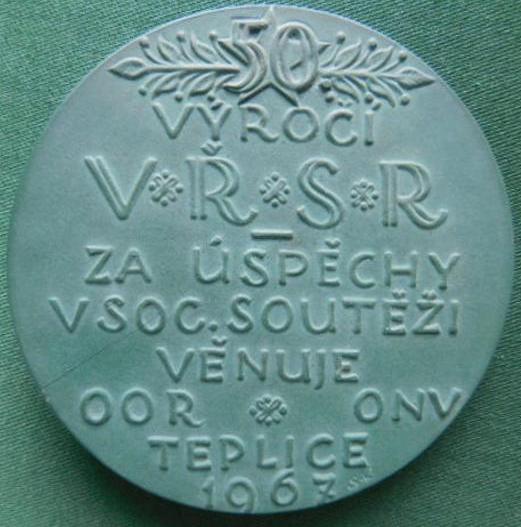 50
VÝROČÍ
V·Ř·S·R
ZA ÚSPĚCHY
V SOC. SOUTĚŽI
VĚNUJE
OOR ONV
TEPLICE
1967